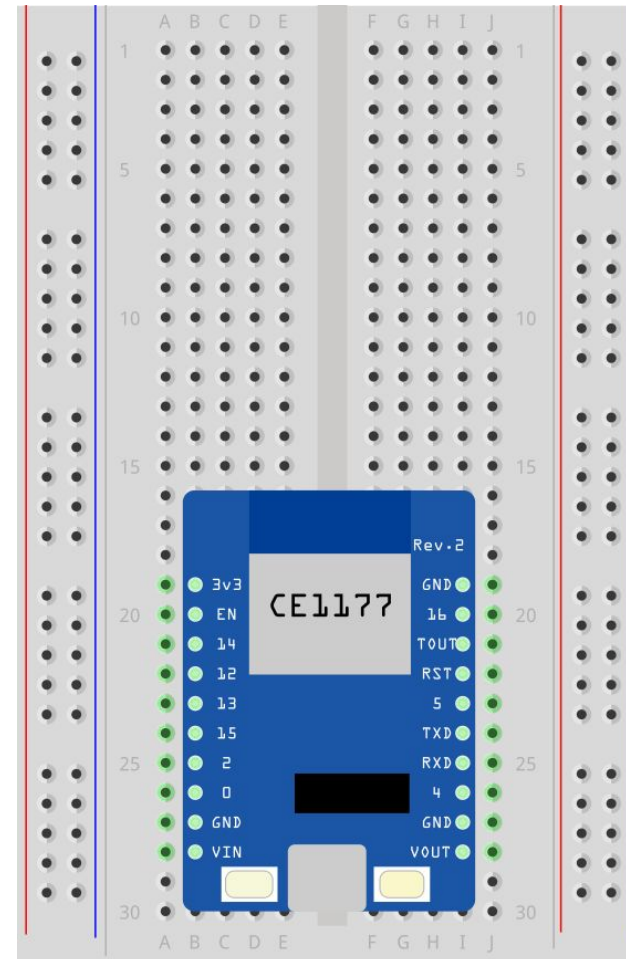 A B C D E F G H I J
1 1
5 5
10 10
15 15
Rev.2
3v3 GND
CE1177
EN 16
20 20
14 TOUT
12 RST
13 5
15 TXD
25 2 RXD 25
0 4
GND GND
VIN VOUT
30 30
A B C D E F G H I J